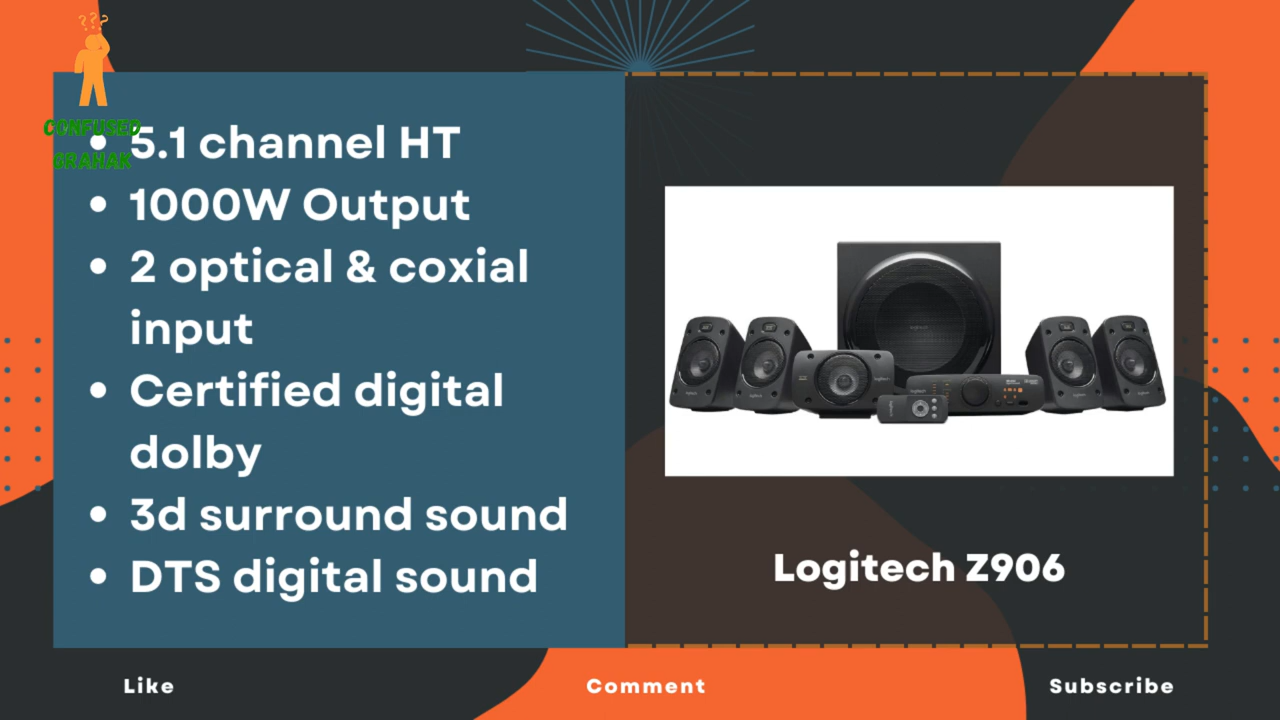 ???
CONFUSED
GRAHAK
• 5.1 channel HT
• 1000W Output
• 2 optical & coxial
input
• Certified digital
dolby
• 3d surround sound
• DTS digital sound
Logitech Z906
Like
Comment
Subscribe